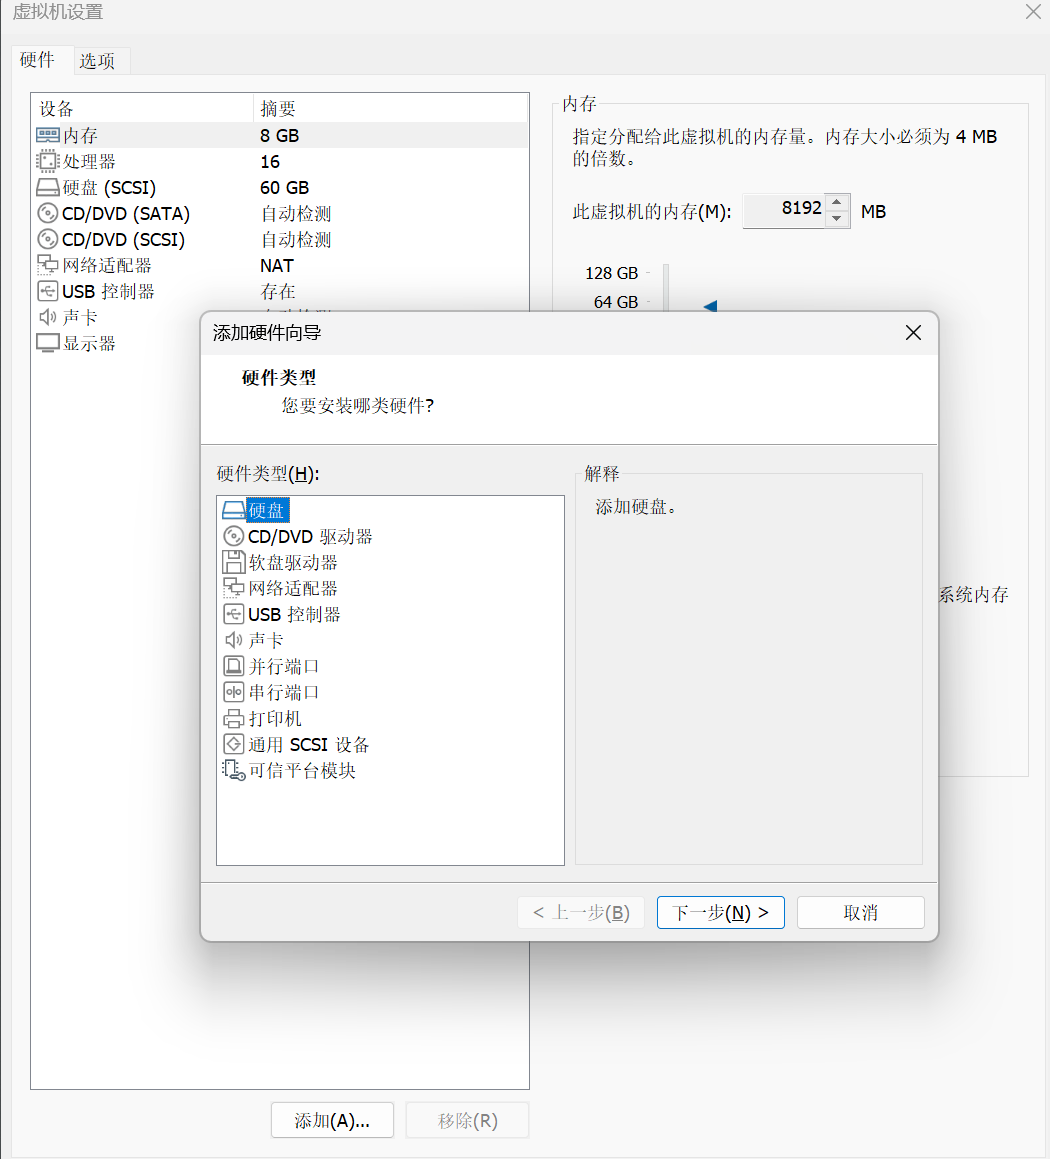 虚拟机设置
硬件 选项
设备 摘要
内存 8 GB
处理器 16
硬盘 (SCSI) 60 GB
CD/DVD (SATA) 自动检测
CD/DVD (SCSI) 自动检测
网络适配器 NAT
USB 控制器 存在
声卡
显示器
内存
指定分配给此虚拟机的内存量。内存大小必须为 4 MB
的倍数。
此虚拟机的内存(M): 8192 MB
128 GB
64 GB
系统内存
添加硬件向导
硬件类型
您要安装哪类硬件?
硬件类型(H):
硬盘
CD/DVD 驱动器
软盘驱动器
网络适配器
USB 控制器
声卡
并行端口
串行端口
打印机
通用 SCSI 设备
可信平台模块
解释
添加硬盘。
< 上一步(B) 下一步(N) > 取消
添加(A)... 移除(R)